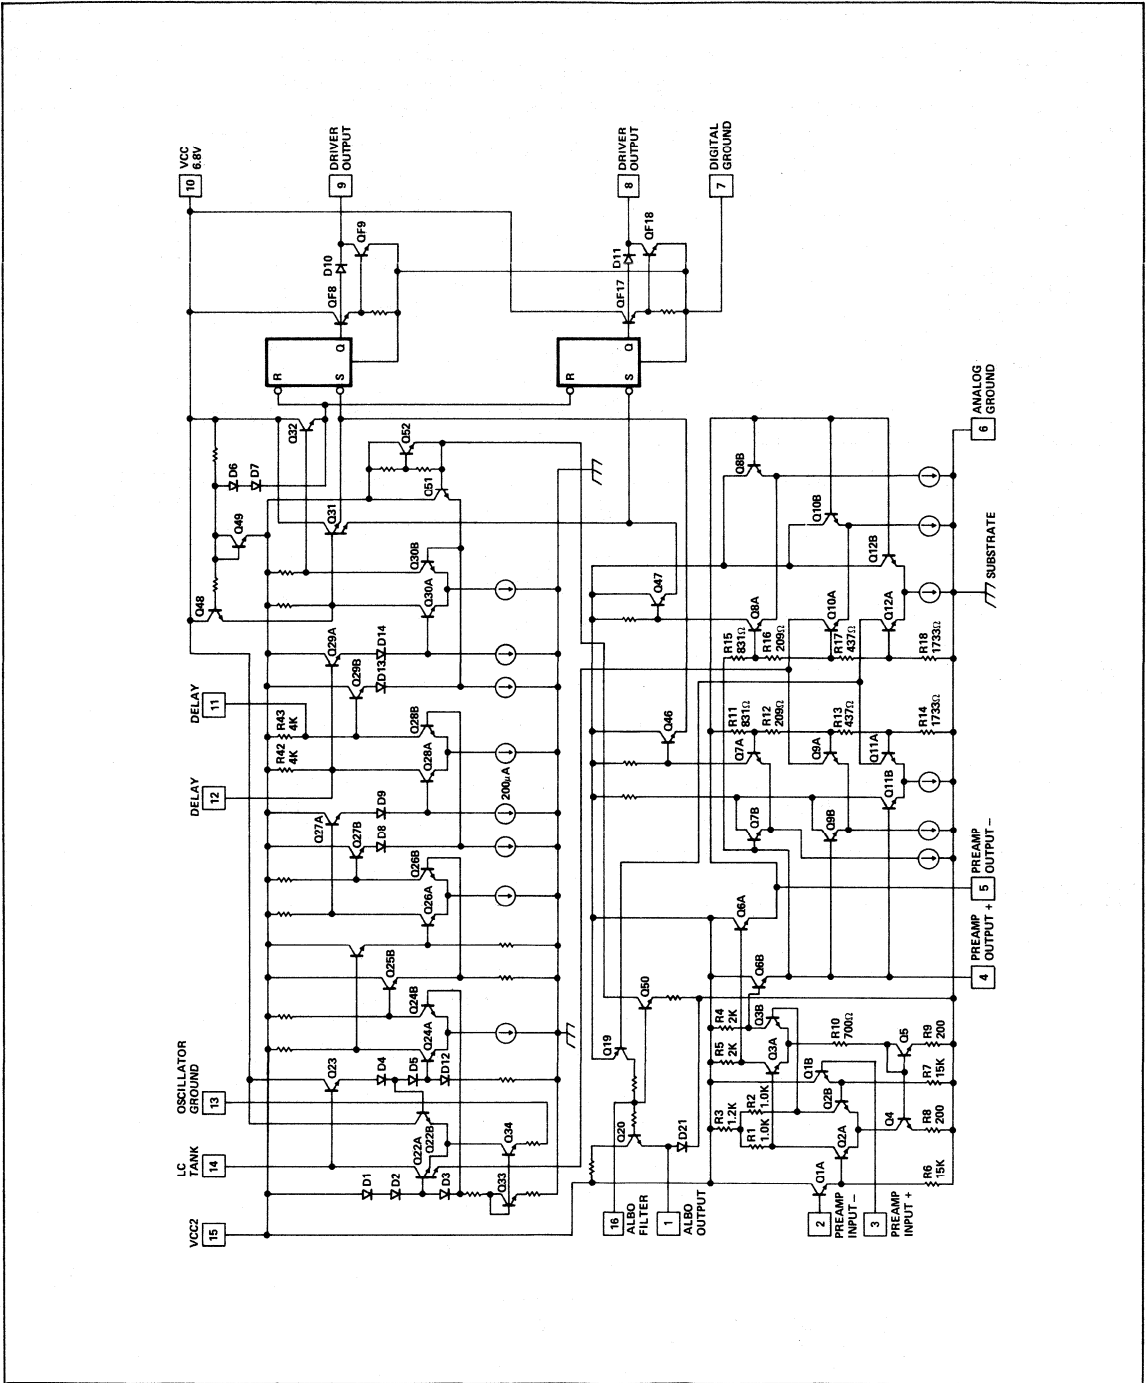 VCC2
15
LC
TANK
14
OSCILLATOR
GROUND
13
DELAY
12
DELAY
11
VCC
6.8V
10
DRIVER
OUTPUT
9
DRIVER
OUTPUT
8
DIGITAL
GROUND
7
ANALOG
GROUND
6
SUBSTRATE
PREAMP
OUTPUT −
5
PREAMP
OUTPUT +
4
PREAMP
INPUT +
3
PREAMP
INPUT −
2
ALBO
OUTPUT
1
ALBO
FILTER
16
D1
D2
D3
Q22A
Q22B
Q33
Q34
Q23
D4
D5
D12
Q24A
Q24B
Q25B
Q26A
Q26B
Q27A
Q27B
D8
D9
R42
4K
R43
4K
Q28A
Q28B
200μA
Q29A
Q29B
D13
D14
Q30A
Q30B
Q48
Q49
D6
D7
Q31
Q32
Q51
Q52
R
S
Q
QF8
D10
QF9
R
S
Q
QF17
D11
QF18
Q19
Q20
D21
Q50
Q46
Q47
Q1A
R6
15K
R1
1.0K
R2
1.0K
R3
1.2K
Q2A
Q2B
Q4
R8
200
Q1B
R7
15K
Q5
R9
200
R10
700Ω
Q3A
Q3B
R5
2K
R4
2K
Q6A
Q6B
Q7B
Q7A
Q9B
Q9A
Q11B
Q11A
R11
831Ω
R12
209Ω
R13
437Ω
R14
1733Ω
R15
831Ω
R16
209Ω
R17
437Ω
R18
1733Ω
Q8A
Q10A
Q12A
Q8B
Q10B
Q12B